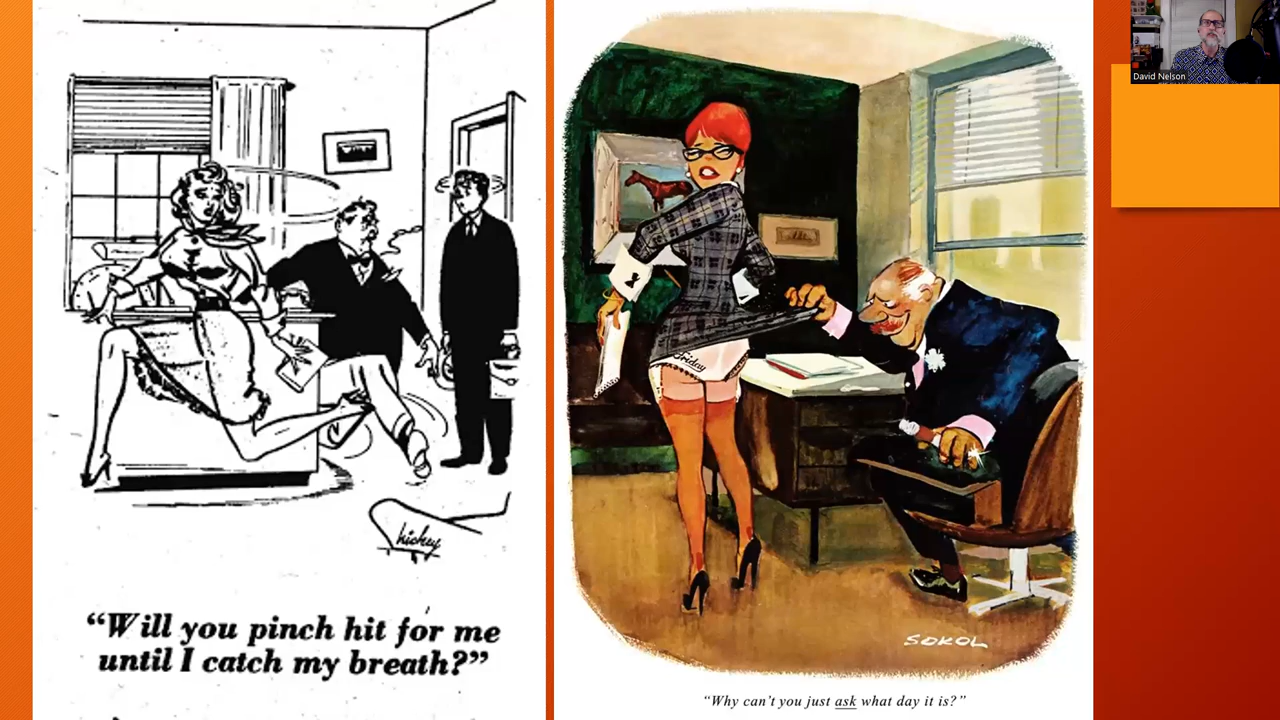 hickey
“Will you pinch hit for me
until I catch my breath?”
Friday
SOKOL
“Why can’t you just ask what day it is?”
David Nelson